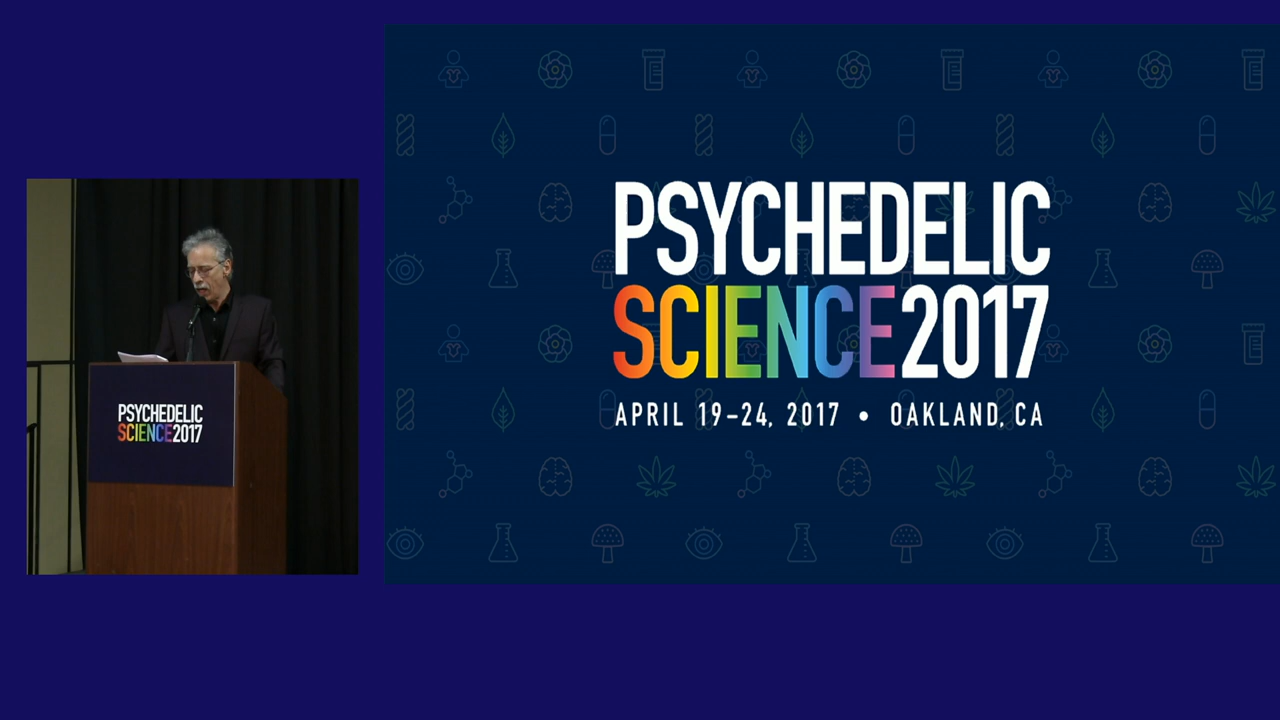 PSYCHEDELIC
SCIENCE2017
PSYCHEDELIC
SCIENCE2017
APRIL 19–24, 2017 • OAKLAND, CA